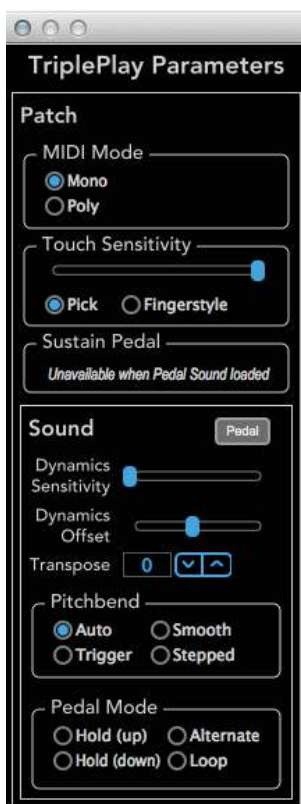 TriplePlay Parameters
Patch
MIDI Mode
Mono
Poly
Touch Sensitivity
Pick Fingerstyle
Sustain Pedal
Unavailable when Pedal Sound loaded
Sound Pedal
Dynamics
Sensitivity
Dynamics
Offset
Transpose 0
Pitchbend
Auto Smooth
Trigger Stepped
Pedal Mode
Hold (up) Alternate
Hold (down) Loop